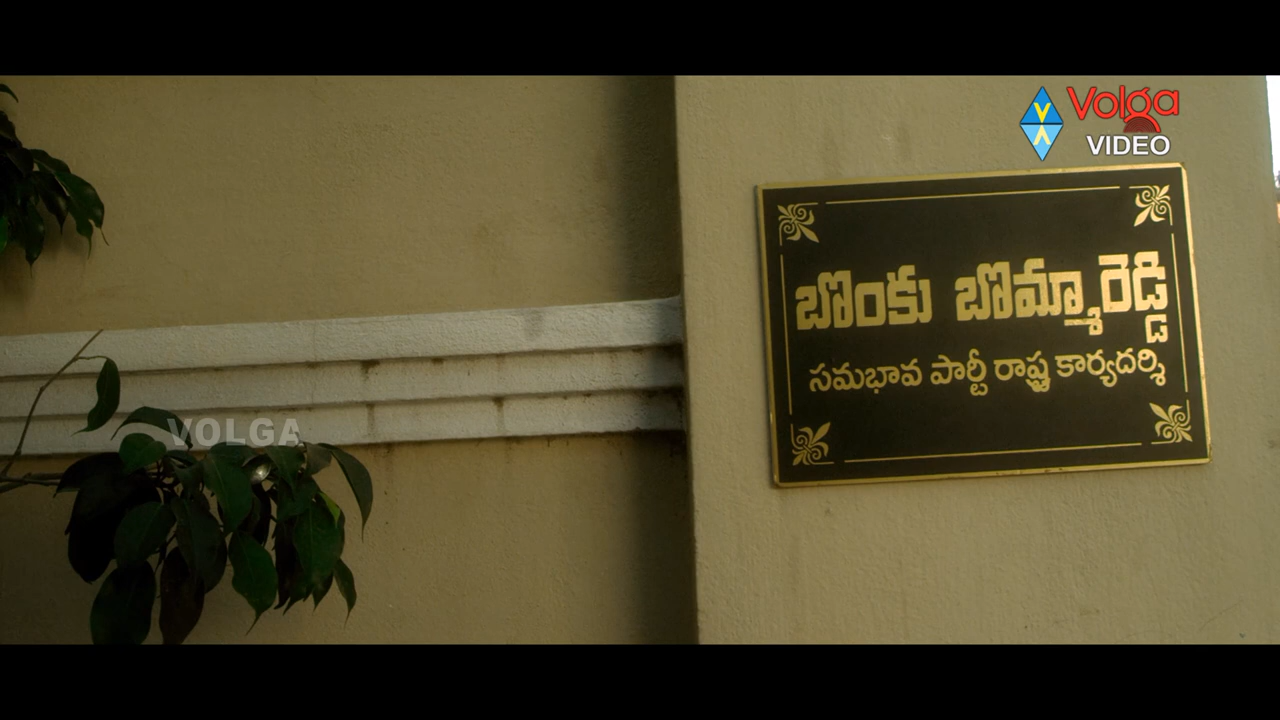 Volga
VIDEO
బొంకు బొమ్మారెడ్డి
సమభావ పార్టీ రాష్ట్ర కార్యదర్శి
VOLGA